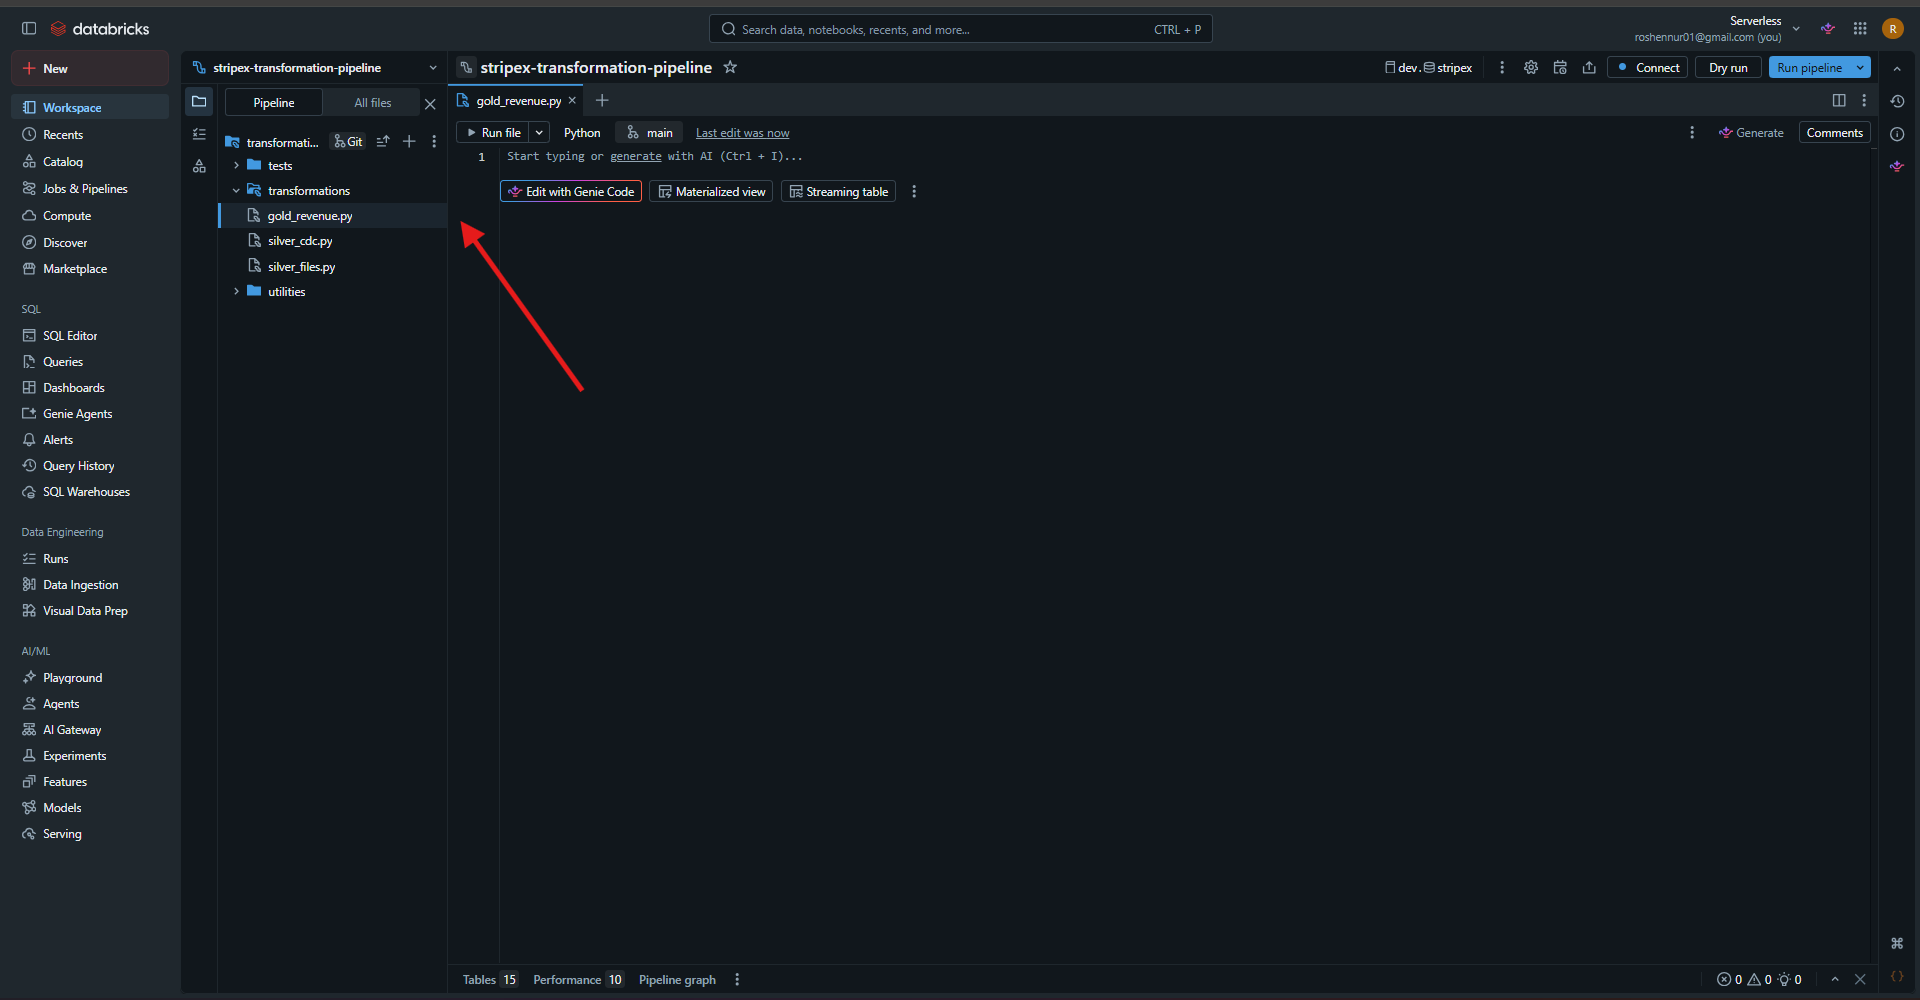 databricks
Search data, notebooks, recents, and more...
CTRL + P
Serverless
roshennur01@gmail.com (you)
R
New
Workspace
Recents
Catalog
Jobs & Pipelines
Compute
Discover
Marketplace
SQL
SQL Editor
Queries
Dashboards
Genie Agents
Alerts
Query History
SQL Warehouses
Data Engineering
Runs
Data Ingestion
Visual Data Prep
AI/ML
Playground
Agents
AI Gateway
Experiments
Features
Models
Serving
stripex-transformation-pipeline
Pipeline
All files
transformati...
Git
tests
transformations
gold_revenue.py
silver_cdc.py
silver_files.py
utilities
stripex-transformation-pipeline
dev.stripex
Connect
Dry run
Run pipeline
gold_revenue.py
Run file
Python
main
Last edit was now
Generate
Comments
1
Start typing or generate with AI (Ctrl + I)...
Edit with Genie Code
Materialized view
Streaming table
Tables 15
Performance 10
Pipeline graph
0
0
0